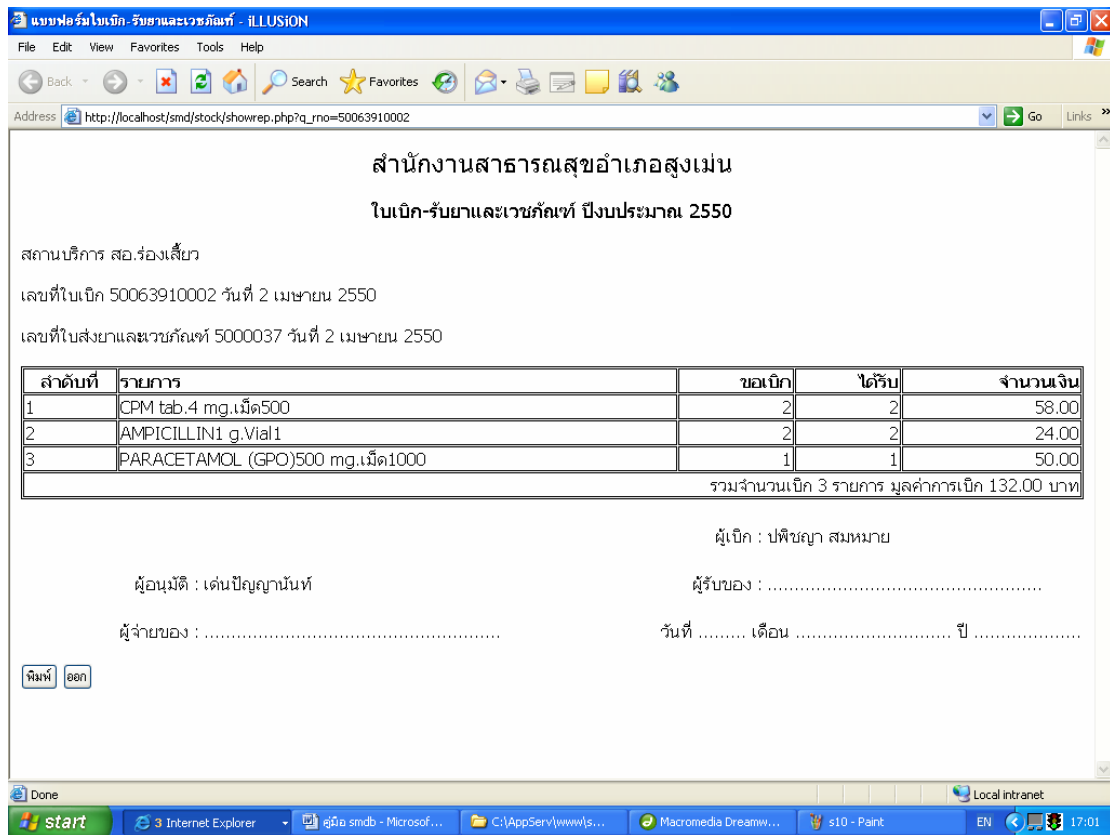 แบบฟอร์มใบเบิก-รับยาและเวชภัณฑ์ - iLLUSiON
File Edit View Favorites Tools Help
Back Search Favorites
Address http://localhost/smd/stock/showrep.php?q_rno=50063910002 Go Links »
สำนักงานสาธารณสุขอำเภอสูงเม่น
ใบเบิก-รับยาและเวชภัณฑ์ ปีงบประมาณ 2550
สถานบริการ สอ.ร่องเสี้ยว
เลขที่ใบเบิก 50063910002 วันที่ 2 เมษายน 2550
เลขที่ใบส่งยาและเวชภัณฑ์ 5000037 วันที่ 2 เมษายน 2550
ลำดับที่ รายการ ขอเบิก ได้รับ จำนวนเงิน
1 CPM tab.4 mg.เม็ด500 2 2 58.00
2 AMPICILLIN1 g.Vial1 2 2 24.00
3 PARACETAMOL (GPO)500 mg.เม็ด1000 1 1 50.00
รวมจำนวนเบิก 3 รายการ มูลค่าการเบิก 132.00 บาท
ผู้เบิก : ปพิชญา สมหมาย
ผู้อนุมัติ : เด่นปัญญานันท์ ผู้รับของ : ...................................................
ผู้จ่ายของ : ....................................................... วันที่ ......... เดือน ............................. ปี ....................
พิมพ์ ออก
Done Local intranet
start 3 Internet Explorer คู่มือ smdb - Microsof... C:\AppServ\www\s... Macromedia Dreamw... s10 - Paint EN 17:01